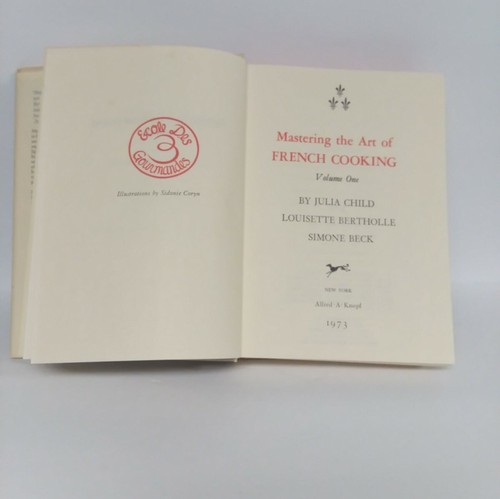 Ecole Des
3
Gourmandes
Illustrations by Sidonie Coryn
Mastering the Art of
FRENCH COOKING
Volume One
BY JULIA CHILD
LOUISETTE BERTHOLLE
SIMONE BECK
NEW YORK
Alfred · A · Knopf
1973